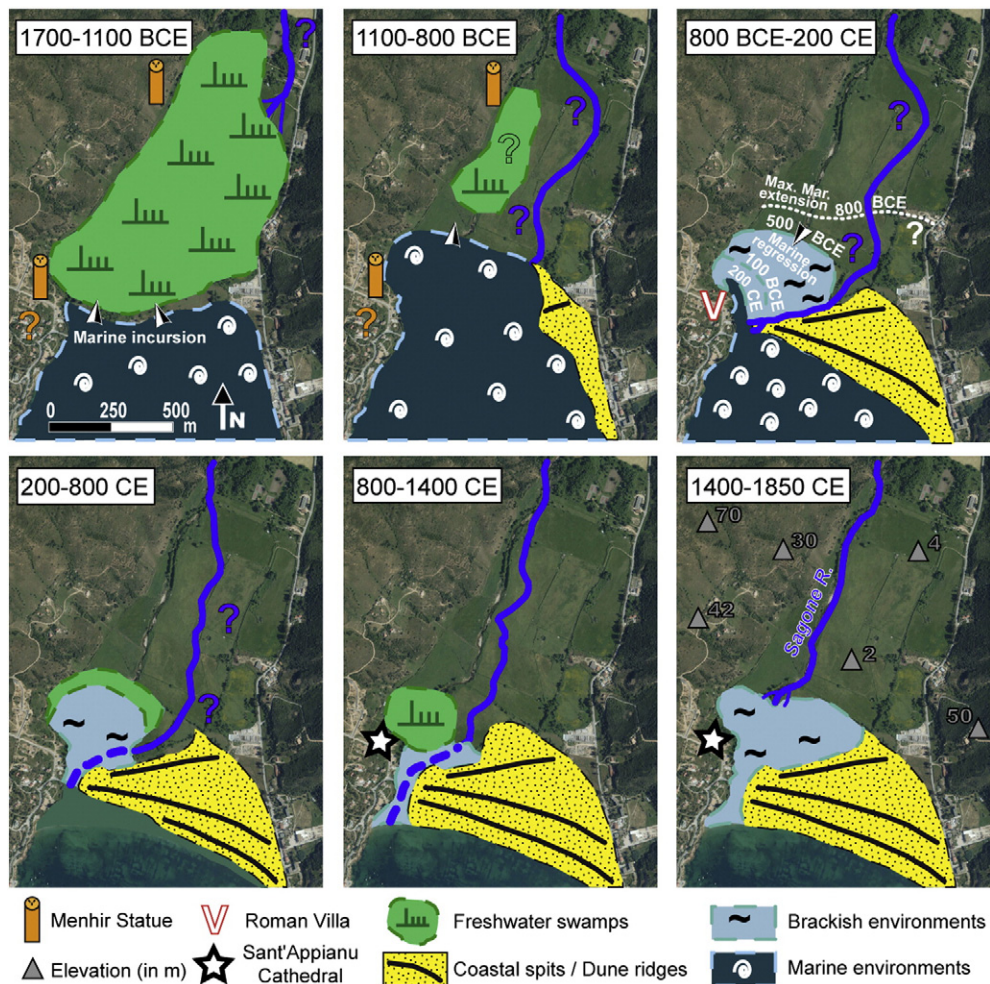 1700-1100 BCE
?
?
Marine incursion
0 250 500
m
N
1100-800 BCE
?
?
?
?
800 BCE-200 CE
?
Max. Mar.
extension 800 BCE
?
500 BCE
Marine
regression
?
100 BCE
200 CE
V
200-800 CE
?
?
800-1400 CE
1400-1850 CE
70
30
4
42
Sagone R.
2
50
Menhir Statue
V Roman Villa
Freshwater swamps
Brackish environments
Elevation (in m)
Sant'Appianu
Cathedral
Coastal spits / Dune ridges
Marine environments